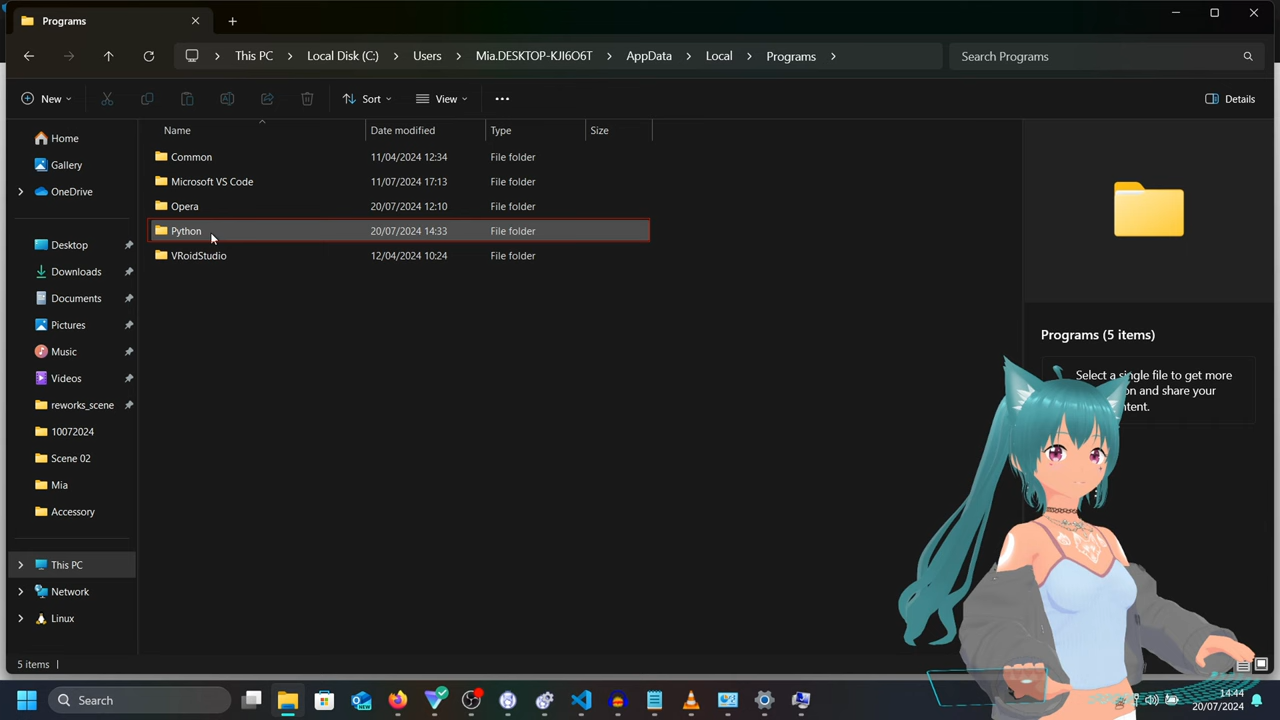 Programs
This PC > Local Disk (C:) > Users > Mia.DESKTOP-KJI6O6T > AppData > Local > Programs >
Search Programs
New
Sort
View
Details
Name
Date modified
Type
Size
Home
Gallery
OneDrive
Desktop
Downloads
Documents
Pictures
Music
Videos
reworks_scene
10072024
Scene 02
Mia
Accessory
This PC
Network
Linux
Common 11/04/2024 12:34 File folder
Microsoft VS Code 11/07/2024 17:13 File folder
Opera 20/07/2024 12:10 File folder
Python 20/07/2024 14:33 File folder
VRoidStudio 12/04/2024 10:24 File folder
Programs (5 items)
Select a single file to get more
on and share your
tent.
5 items
Search
14:44
20/07/2024